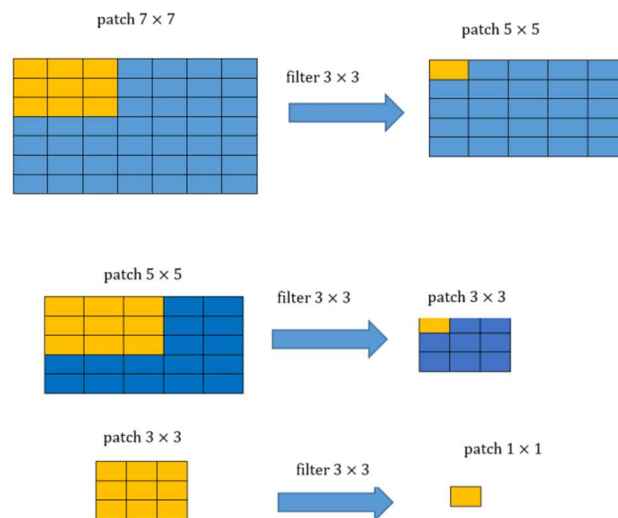 patch 7 × 7
filter 3 × 3
patch 5 × 5
patch 5 × 5
filter 3 × 3
patch 3 × 3
patch 3 × 3
filter 3 × 3
patch 1 × 1